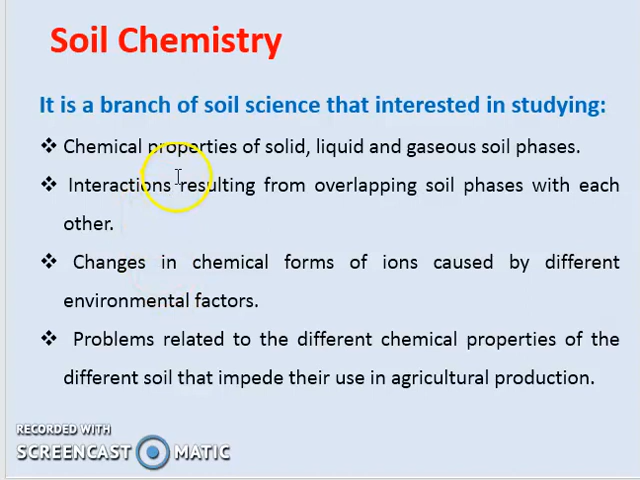 Soil Chemistry
It is a branch of soil science that interested in studying:
❖ Chemical properties of solid, liquid and gaseous soil phases.
❖ Interactions resulting from overlapping soil phases with each
other.
❖ Changes in chemical forms of ions caused by different
environmental factors.
❖ Problems related to the different chemical properties of the
different soil that impede their use in agricultural production.
RECORDED WITH
SCREENCAST MATIC